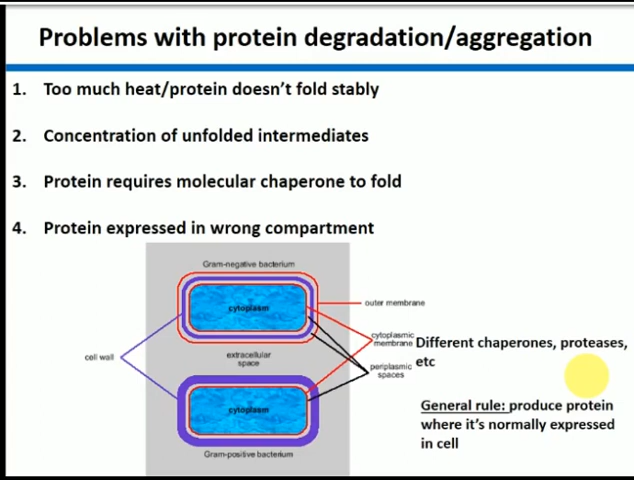 Problems with protein degradation/aggregation
1. Too much heat/protein doesn't fold stably
2. Concentration of unfolded intermediates
3. Protein requires molecular chaperone to fold
4. Protein expressed in wrong compartment
Gram-negative bacterium
cytoplasm
outer membrane
cytoplasmic
membrane
cell wall
extracellular
space
periplasmic
spaces
cytoplasm
Gram-positive bacterium
Different chaperones, proteases,
etc
General rule: produce protein
where it's normally expressed
in cell